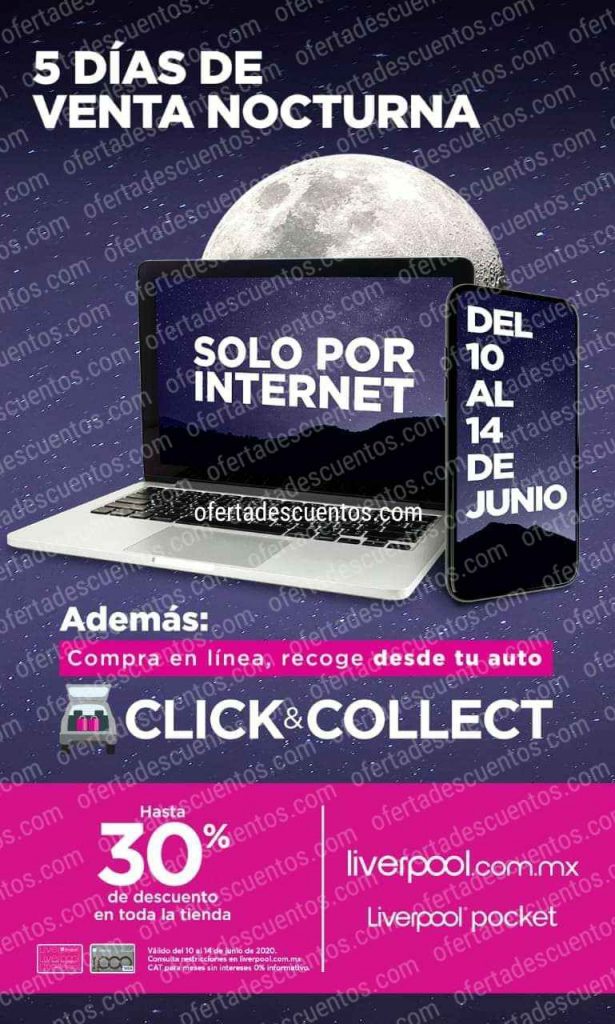 5 DÍAS DE
VENTA NOCTURNA
SOLO POR
INTERNET
DEL
10
AL
14
DE
JUNIO
ofertadescuentos.com
Además:
Compra en línea, recoge desde tu auto
CLICK&COLLECT
Hasta
30%
de descuento
en toda la tienda
liverpool.com.mx
Liverpool pocket
Válido del 10 al 14 de junio de 2020.
Consulta restricciones en liverpool.com.mx
CAT para meses sin intereses 0% informativo.